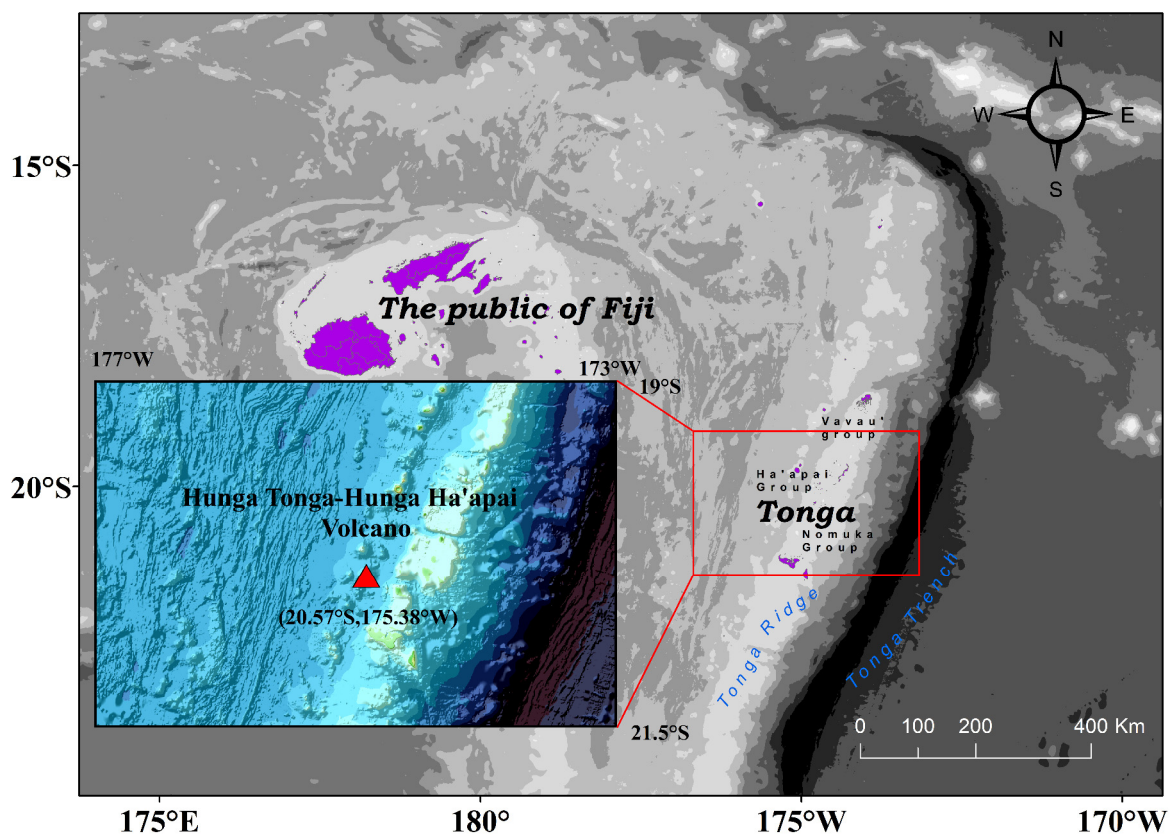 N
W E
S
15°S
The public of Fiji
177°W
173°W
19°S
Vavau'
group
20°S
Ha'apai
Group
Hunga Tonga-Hunga Ha'apai
Volcano
Tonga
Nomuka
Group
(20.57°S,175.38°W)
Tonga Ridge
Tonga Trench
21.5°S
0 100 200 400 Km
175°E 180° 175°W 170°W